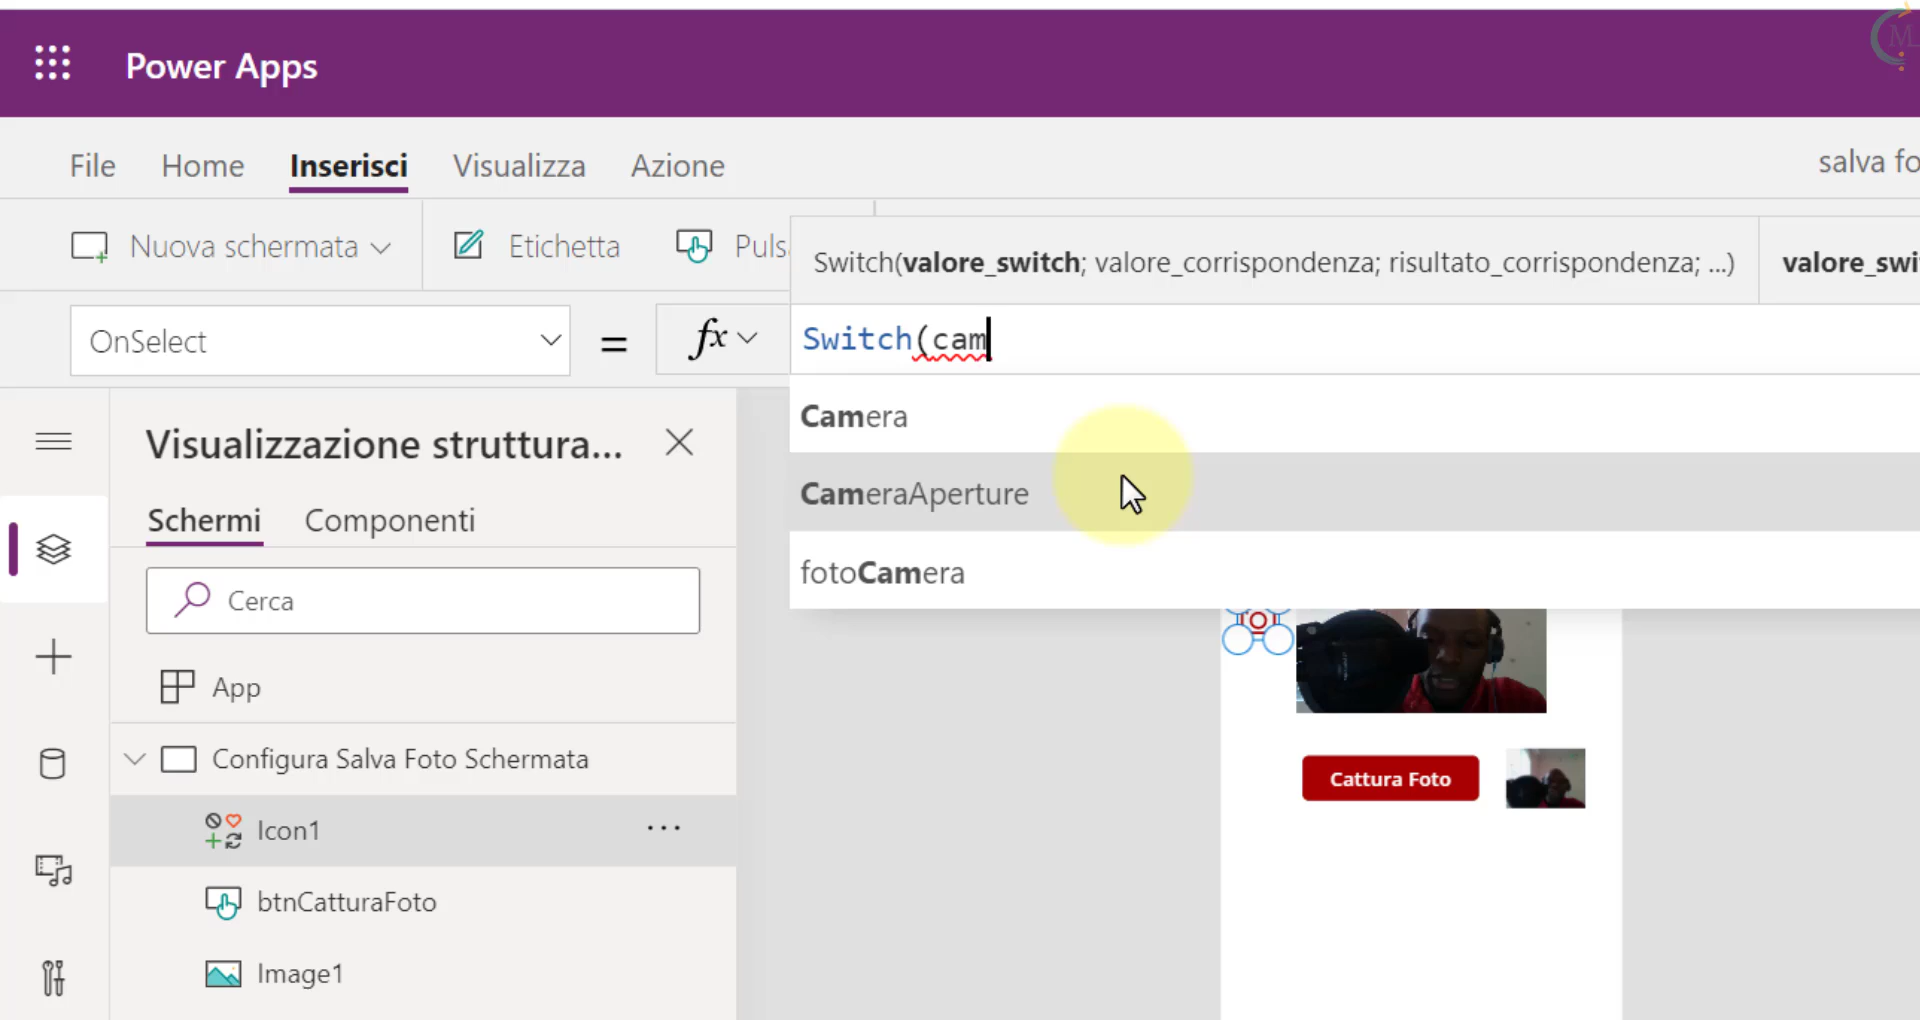 M
Power Apps
File Home Inserisci Visualizza Azione
salva fo
Nuova schermata Etichetta Puls
Switch(valore_switch; valore_corrispondenza; risultato_corrispondenza; ...) valore_swi
OnSelect = fx Switch(cam
Camera
CameraAperture
fotoCamera
Visualizzazione struttura...
Schermi Componenti
Cerca
App
Configura Salva Foto Schermata
Icon1 ...
btnCatturaFoto
Image1
Cattura Foto